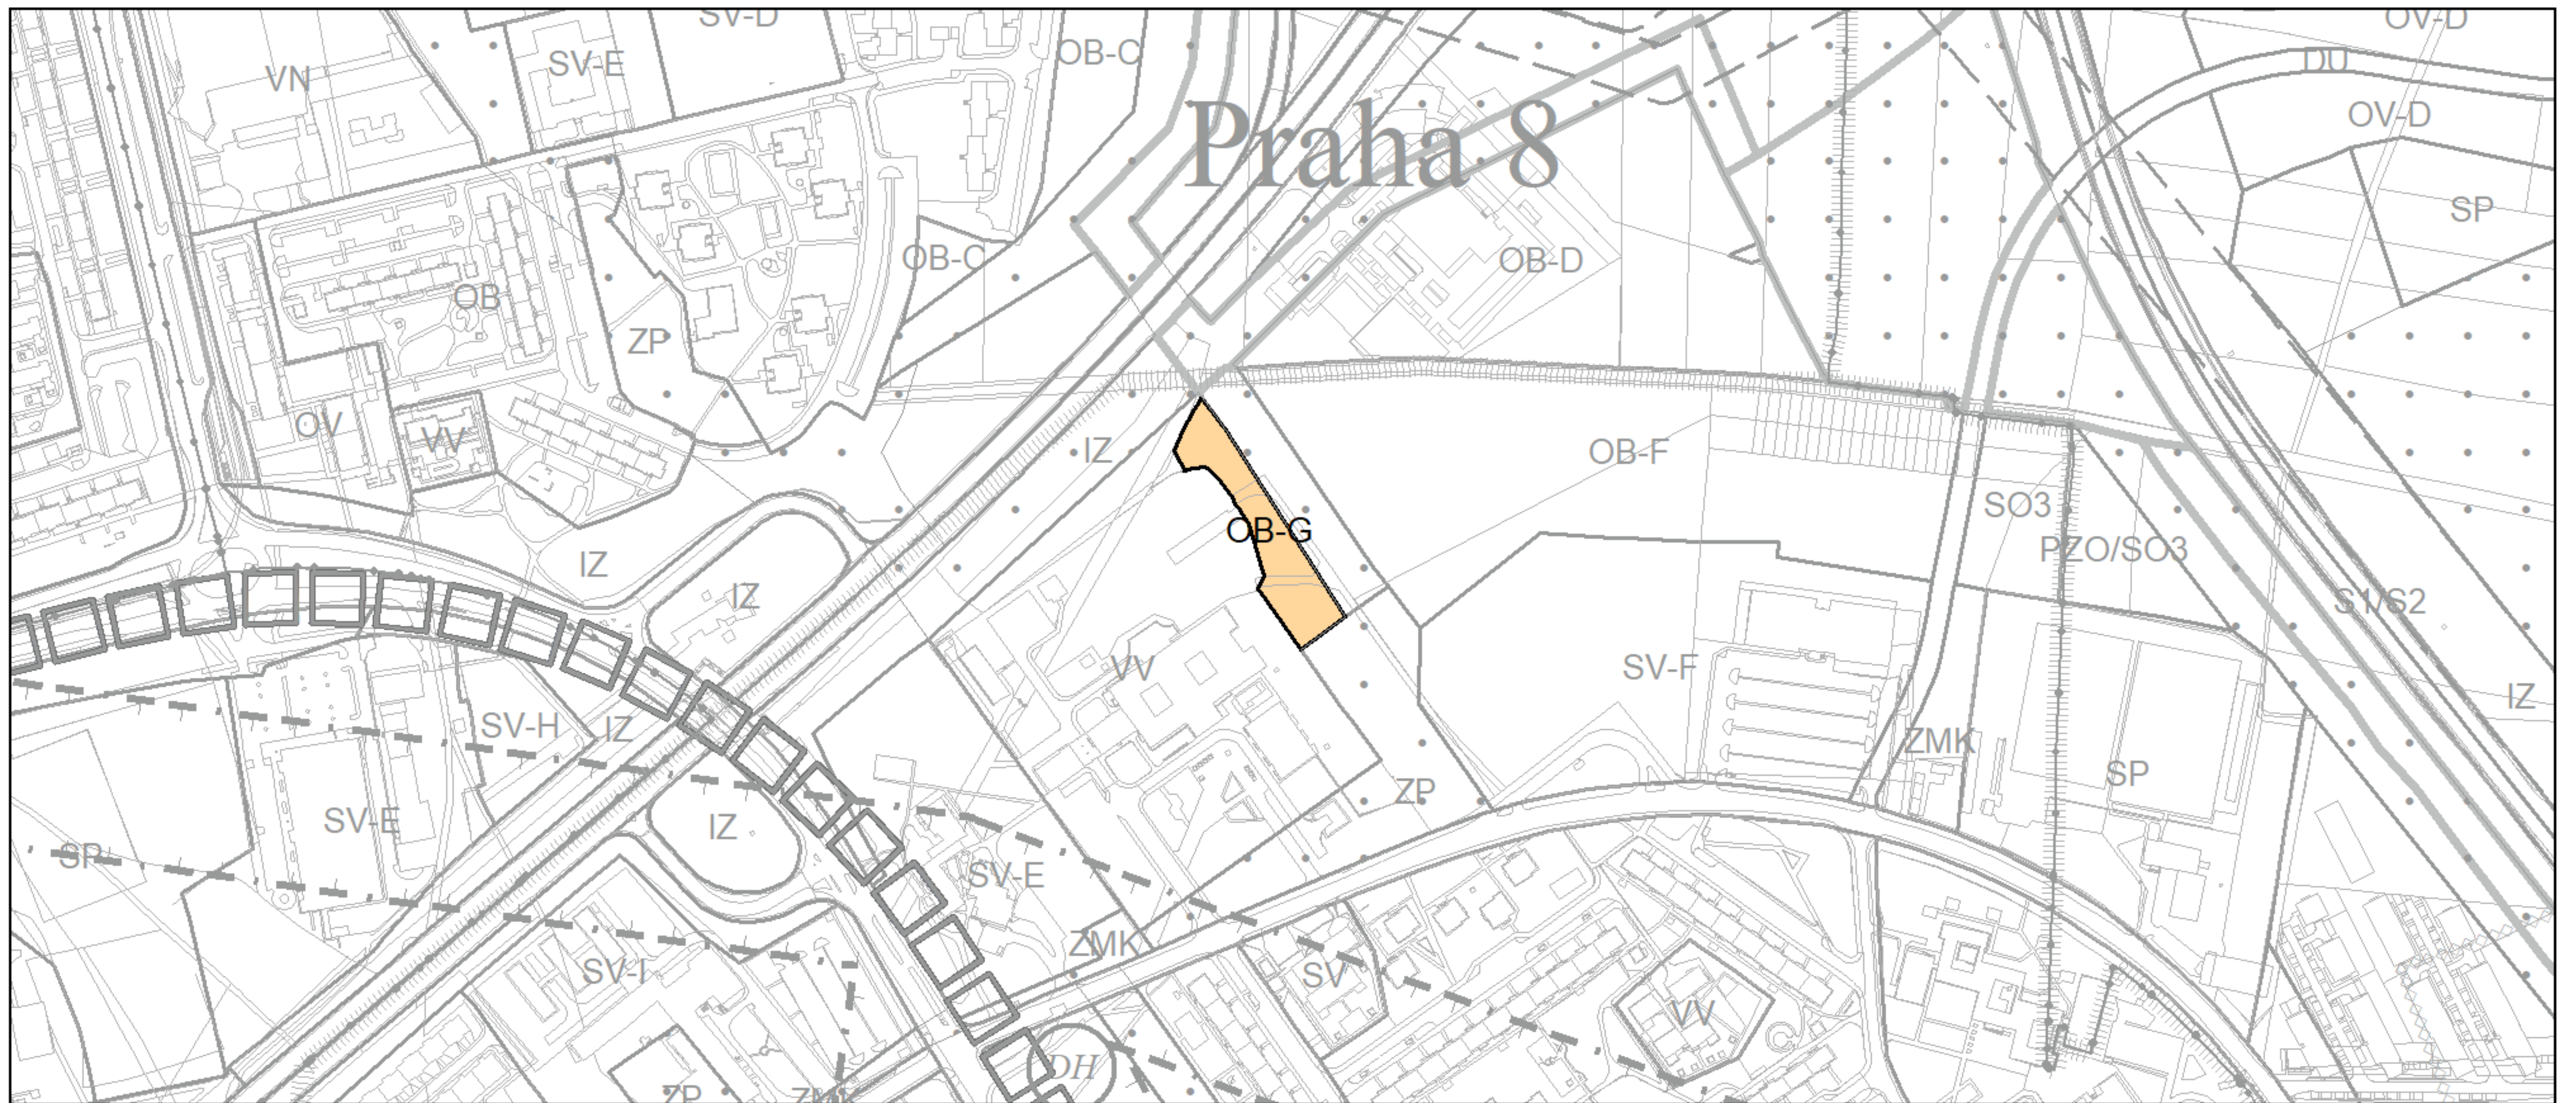 SV-D
OV-D
VN
SV-E
OB-C
DU
OV-D
Praha 8
SP
OB-C
OB-D
OB
ZP
OV
VV
IZ
OB-F
SO3
OB-G
PZO/SO3
IZ
IZ
S1/S2
VV
SV-F
IZ
SV-H
IZ
ZMK
SP
ZP
SV-E
IZ
SP
SV-E
ZMK
SV-I
SV
VV
DH
ZP
ZMK